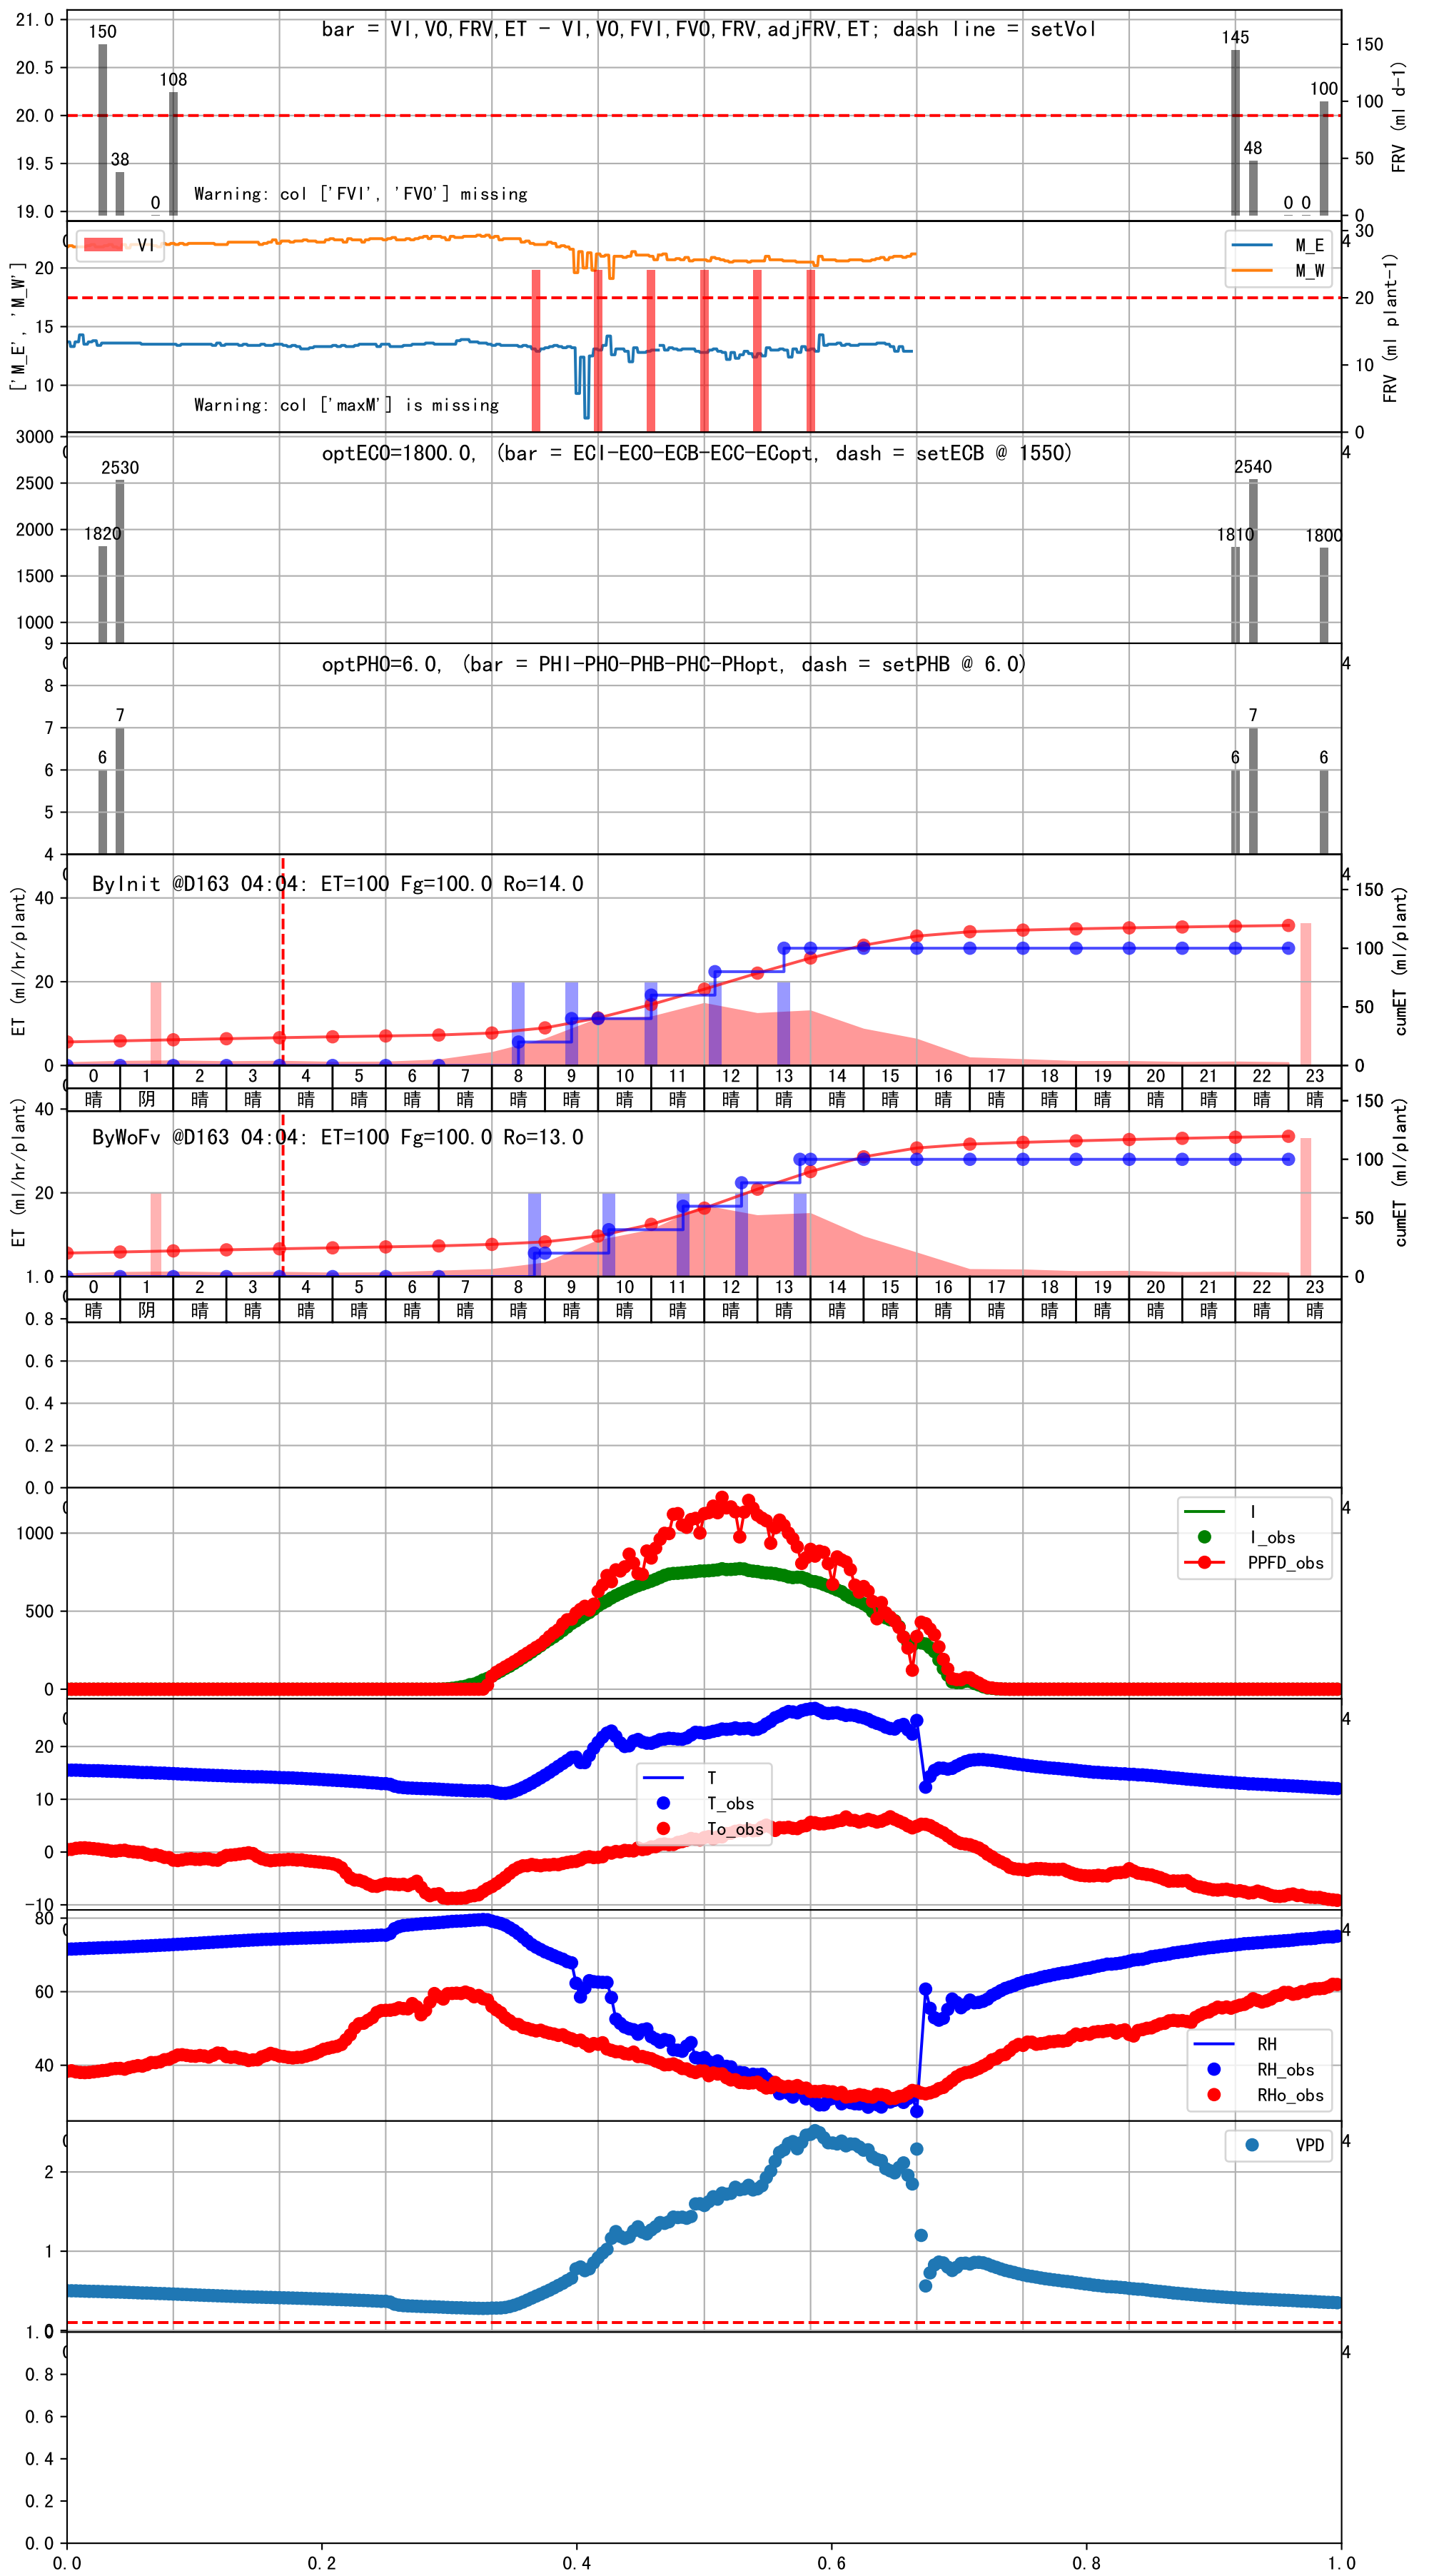 bar = VI,VO,FRV,ET - VI,VO,FVI,FVO,FRV,adjFRV,ET; dash line = setVol
21.0
20.5
20.0
19.5
19.0
150
38
0
108
145
48
0 0
100
Warning: col ['FVI', 'FVO'] missing
150
100
50
0
FRV (ml d-1)
['M_E', 'M_W']
20
15
10
VI
M_E
M_W
Warning: col ['maxM'] is missing
30
20
10
0
FRV (ml plant-1)
4
optECO=1800.0, (bar = ECI-ECO-ECB-ECC-ECopt, dash = setECB @ 1550)
3000
2500
2000
1500
1000
1820
2530
1810
2540
1800
4
optPHO=6.0, (bar = PHI-PHO-PHB-PHC-PHopt, dash = setPHB @ 6.0)
9
8
7
6
5
4
6
7
6
7
6
4
ByInit @D163 04:04: ET=100 Fg=100.0 Ro=14.0
ET (ml/hr/plant)
40
20
0
4
150
100
50
0
cumET (ml/plant)
0 1 2 3 4 5 6 7 8 9 10 11 12 13 14 15 16 17 18 19 20 21 22 23
晴 阴 晴 晴 晴 晴 晴 晴 晴 晴 晴 晴 晴 晴 晴 晴 晴 晴 晴 晴 晴 晴 晴 晴
ByWoFv @D163 04:04: ET=100 Fg=100.0 Ro=13.0
ET (ml/hr/plant)
40
20
150
100
50
0
cumET (ml/plant)
0 1 2 3 4 5 6 7 8 9 10 11 12 13 14 15 16 17 18 19 20 21 22 23
晴 阴 晴 晴 晴 晴 晴 晴 晴 晴 晴 晴 晴 晴 晴 晴 晴 晴 晴 晴 晴 晴 晴 晴
1.0
0.8
0.6
0.4
0.2
0.0
4
1000
500
0
I
I_obs
PPFD_obs
4
20
10
0
-10
T
T_obs
To_obs
4
80
60
40
RH
RH_obs
RHo_obs
4
2
1
0
VPD
4
1.0
0.8
0.6
0.4
0.2
0.0
0.0 0.2 0.4 0.6 0.8 1.0